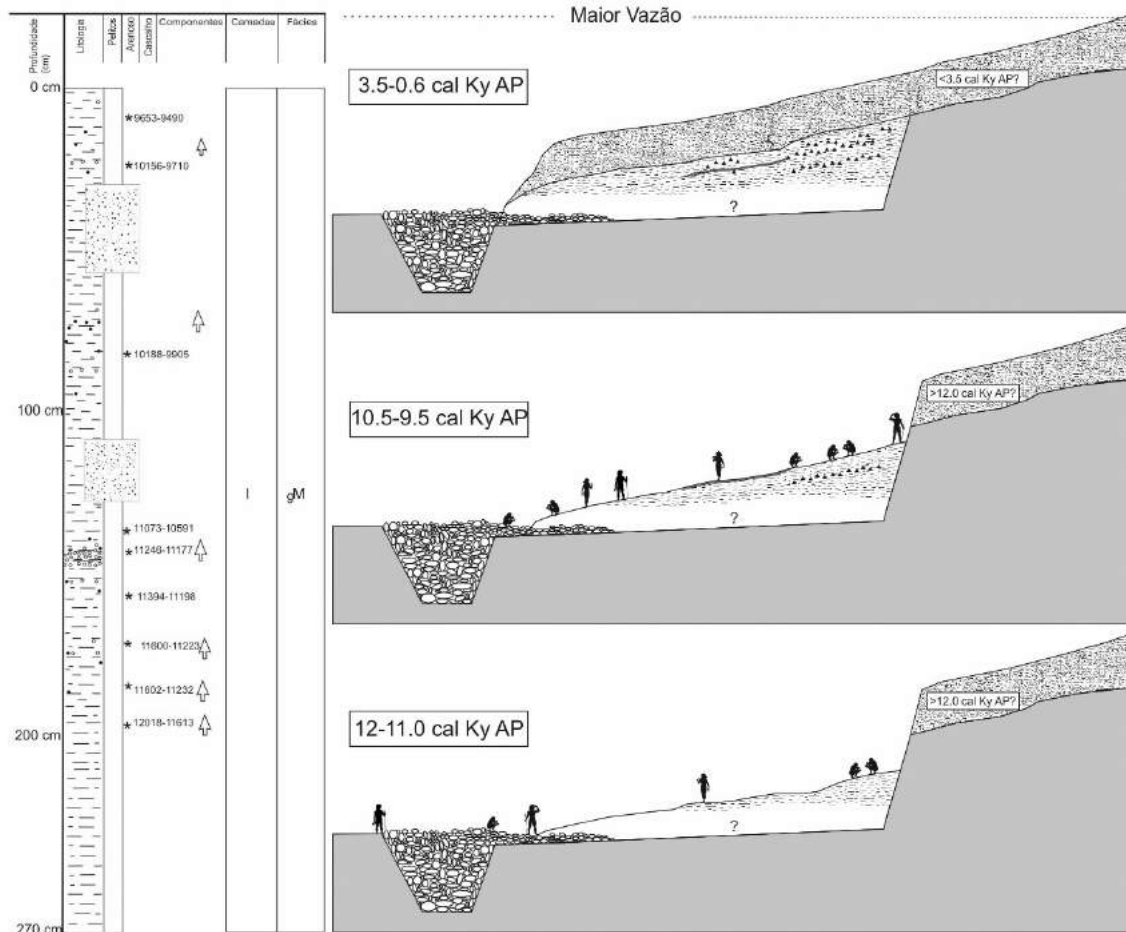 Maior Vazão
Profundidade
(cm)
Litologia
Pelitos
Arenoso
Cascalho
Componentes
Camadas
Fácies
0 cm
9653-9490
10156-9710
10188-9905
100 cm
11073-10591
11246-11177
11394-11198
11600-11223
11602-11232
12018-11613
200 cm
270 cm
I
gM
3.5-0.6 cal Ky AP
<3.5 cal Ky AP?
?
10.5-9.5 cal Ky AP
>12.0 cal Ky AP?
?
12-11.0 cal Ky AP
>12.0 cal Ky AP?
?